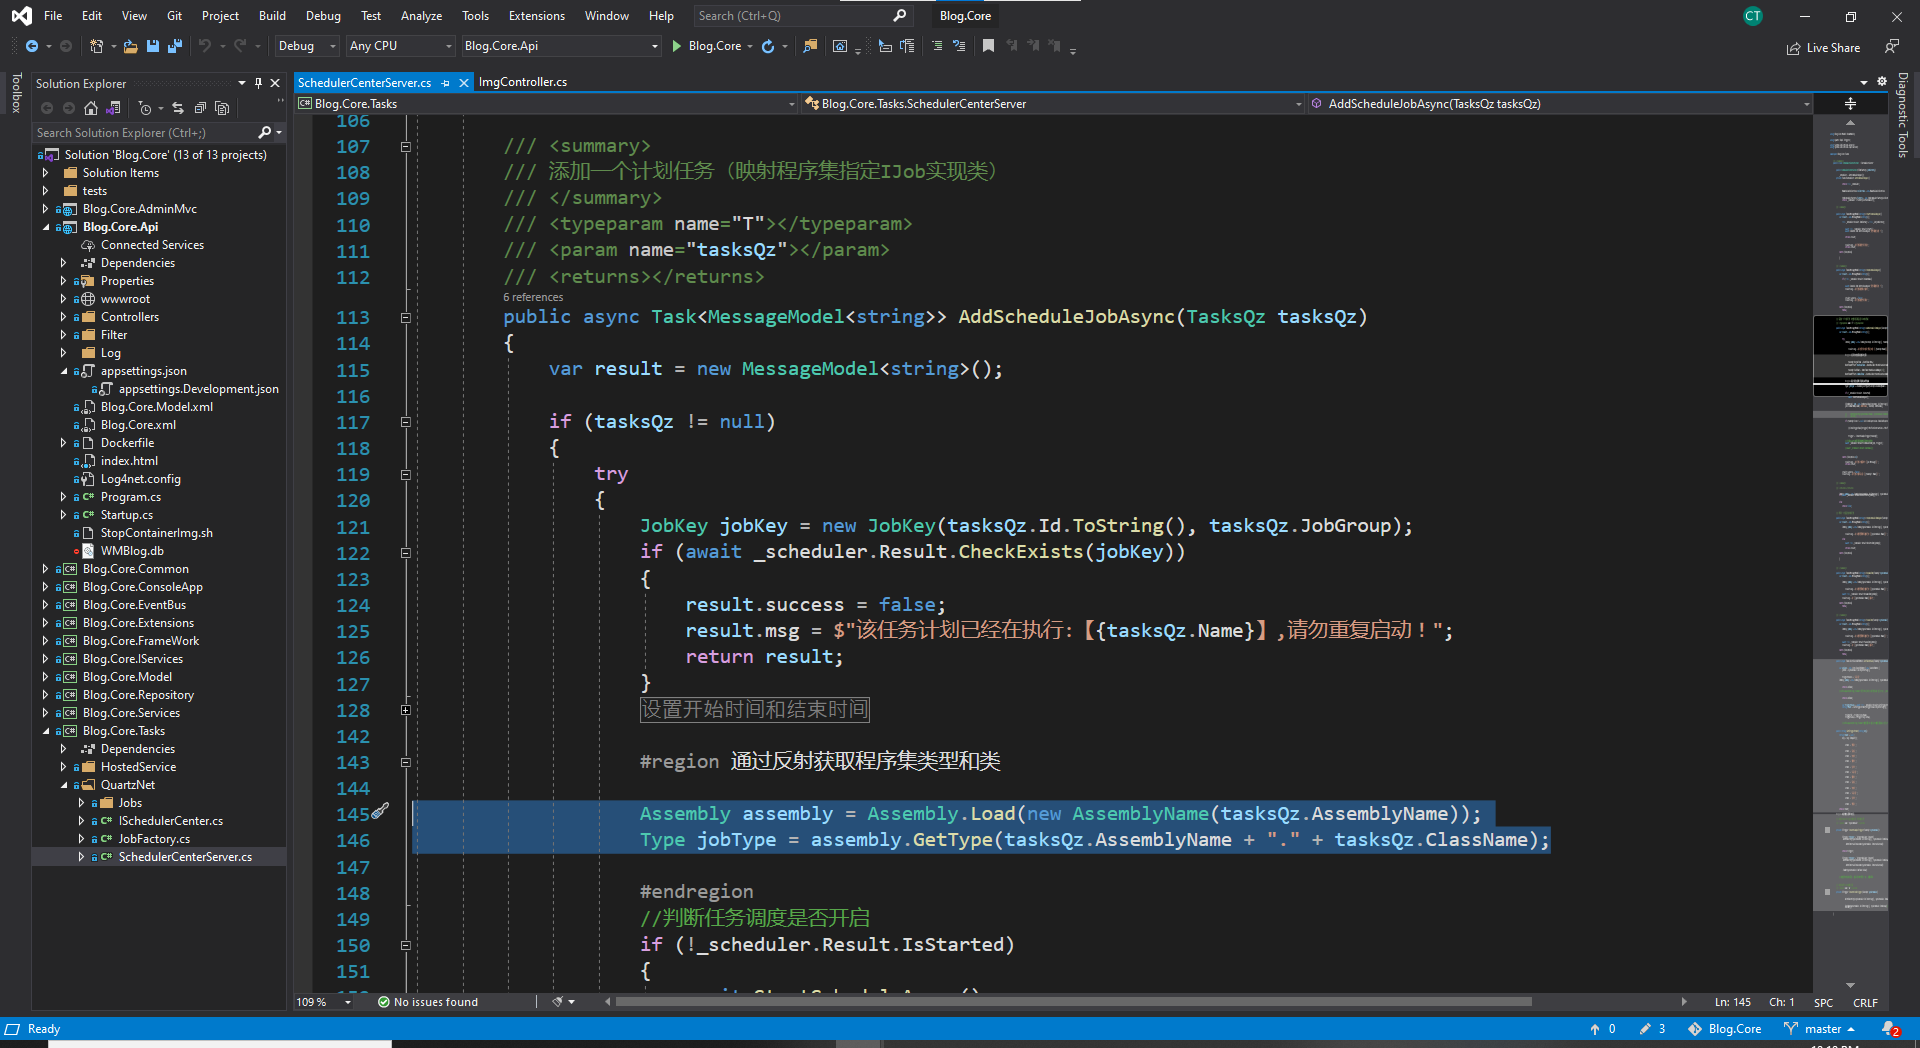 File Edit View Git Project Build Debug Test Analyze Tools Extensions Window Help Search (Ctrl+Q) Blog.Core CT
Debug Any CPU Blog.Core.Api Blog.Core Live Share
Toolbox
Solution Explorer
Search Solution Explorer (Ctrl+;)
Solution 'Blog.Core' (13 of 13 projects)
Solution Items
tests
Blog.Core.AdminMvc
Blog.Core.Api
Connected Services
Dependencies
Properties
wwwroot
Controllers
Filter
Log
appsettings.json
appsettings.Development.json
Blog.Core.Model.xml
Blog.Core.xml
Dockerfile
index.html
Log4net.config
Program.cs
Startup.cs
StopContainerImg.sh
WMBlog.db
Blog.Core.Common
Blog.Core.ConsoleApp
Blog.Core.EventBus
Blog.Core.Extensions
Blog.Core.FrameWork
Blog.Core.IServices
Blog.Core.Model
Blog.Core.Repository
Blog.Core.Services
Blog.Core.Tasks
Dependencies
HostedService
QuartzNet
Jobs
ISchedulerCenter.cs
JobFactory.cs
SchedulerCenterServer.cs
SchedulerCenterServer.cs ImgController.cs
Blog.Core.Tasks Blog.Core.Tasks.SchedulerCenterServer AddScheduleJobAsync(TasksQz tasksQz)
106
107 /// <summary>
108 /// 添加一个计划任务（映射程序集指定IJob实现类）
109 /// </summary>
110 /// <typeparam name="T"></typeparam>
111 /// <param name="tasksQz"></param>
112 /// <returns></returns>
6 references
113 public async Task<MessageModel<string>> AddScheduleJobAsync(TasksQz tasksQz)
114 {
115 var result = new MessageModel<string>();
116
117 if (tasksQz != null)
118 {
119 try
120 {
121 JobKey jobKey = new JobKey(tasksQz.Id.ToString(), tasksQz.JobGroup);
122 if (await _scheduler.Result.CheckExists(jobKey))
123 {
124 result.success = false;
125 result.msg = $"该任务计划已经在执行:【{tasksQz.Name}】,请勿重复启动！";
126 return result;
127 }
128 设置开始时间和结束时间
142
143 #region 通过反射获取程序集类型和类
144
145 Assembly assembly = Assembly.Load(new AssemblyName(tasksQz.AssemblyName));
146 Type jobType = assembly.GetType(tasksQz.AssemblyName + "." + tasksQz.ClassName);
147
148 #endregion
149 //判断任务调度是否开启
150 if (!_scheduler.Result.IsStarted)
151 {
109 % No issues found Ln: 145 Ch: 1 SPC CRLF
Diagnostic Tools
Ready 0 3 Blog.Core master 2